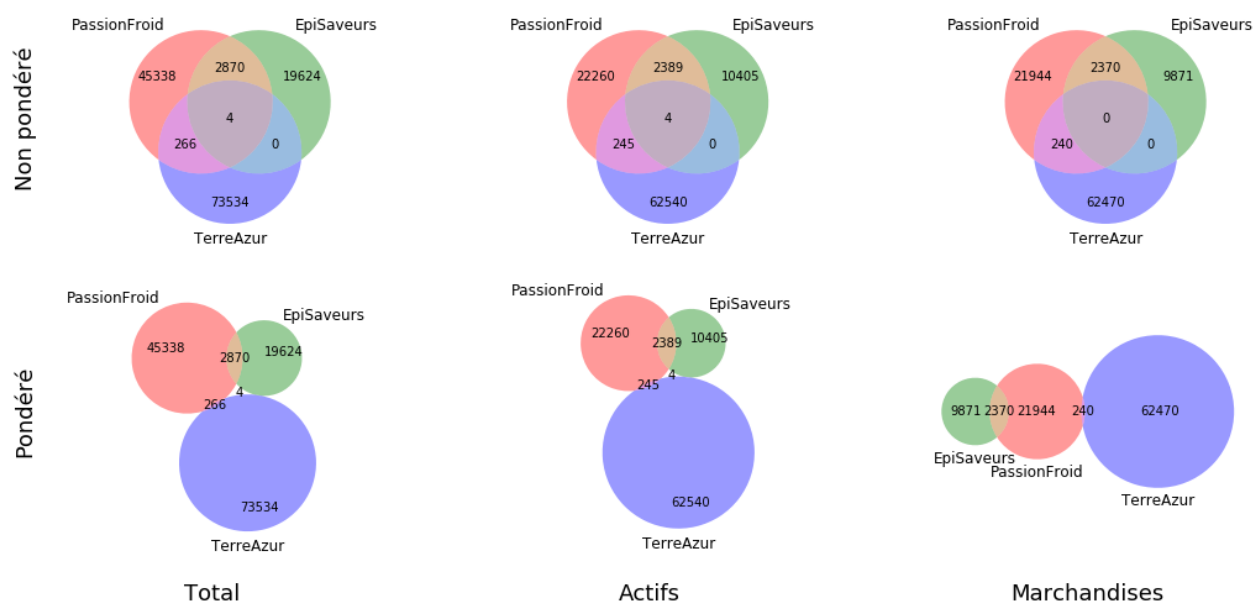 Non pondéré
PassionFroid
EpiSaveurs
45338
2870
19624
4
266
0
73534
TerreAzur
PassionFroid
EpiSaveurs
22260
2389
10405
4
245
0
62540
TerreAzur
PassionFroid
EpiSaveurs
21944
2370
9871
0
240
0
62470
TerreAzur
Pondéré
PassionFroid
EpiSaveurs
45338
2870
19624
4
266
73534
TerreAzur
PassionFroid
EpiSaveurs
22260
2389
10405
4
245
62540
TerreAzur
9871
2370
21944
240
62470
EpiSaveurs
PassionFroid
TerreAzur
Total
Actifs
Marchandises